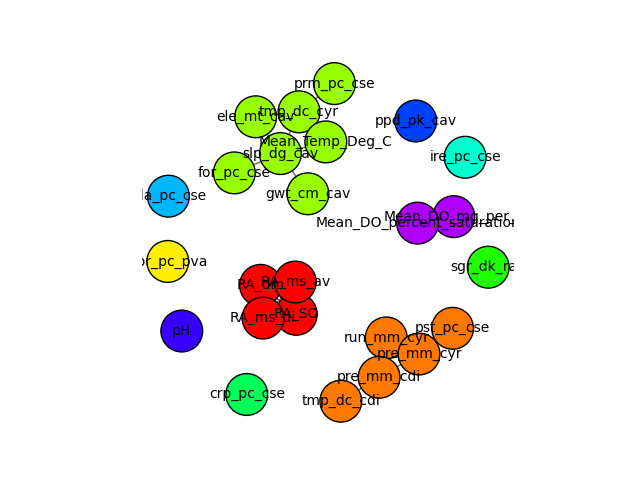 prm_pc_cse
tmp_dc_cyr
ele_mt_cav
ppd_pk_cav
Mean_Temp_Deg_C
slp_dg_cav
ire_pc_cse
for_pc_cse
gwt_cm_cav
la_pc_cse
Mean_DO_mg_per_
Mean_DO_percent_saturation
or_pc_pva
sgr_dk_ra
RA_ms_av
RA_dm
RA_SO
RA_ms_di
pH
pst_pc_cse
run_mm_cyr
pre_mm_cyr
pre_mm_cdi
crp_pc_cse
tmp_dc_cdi